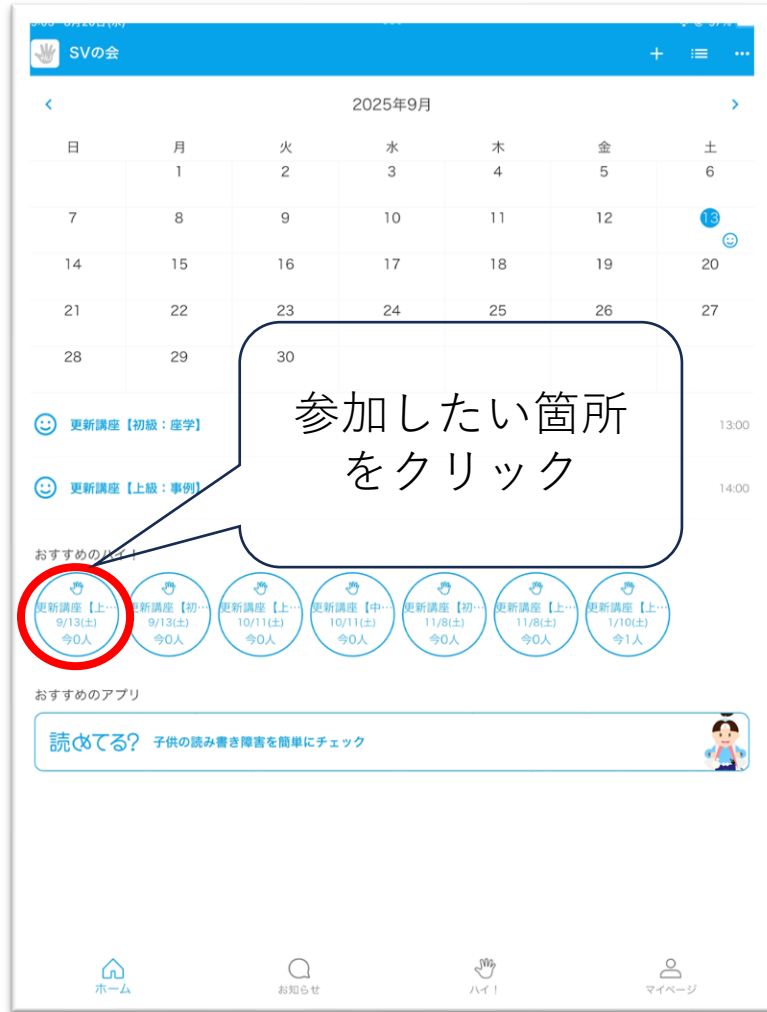 SVの会
2025年9月
日 月 火 水 木 金 土
1 2 3 4 5 6
7 8 9 10 11 12 13
14 15 16 17 18 19 20
21 22 23 24 25 26 27
28 29 30
参加したい箇所
をクリック
更新講座【初級：座学】 13:00
更新講座【上級：事例】 14:00
おすすめのハイ！
更新講座【上… 更新講座【初… 更新講座【上… 更新講座【中… 更新講座【初… 更新講座【上… 更新講座【上…
9/13(土) 9/13(土) 10/11(土) 10/11(土) 11/8(土) 11/8(土) 1/10(土)
今0人 今0人 今0人 今0人 今0人 今0人 今1人
おすすめのアプリ
読めてる? 子供の読み書き障害を簡単にチェック
ホーム お知らせ ハイ！ マイページ